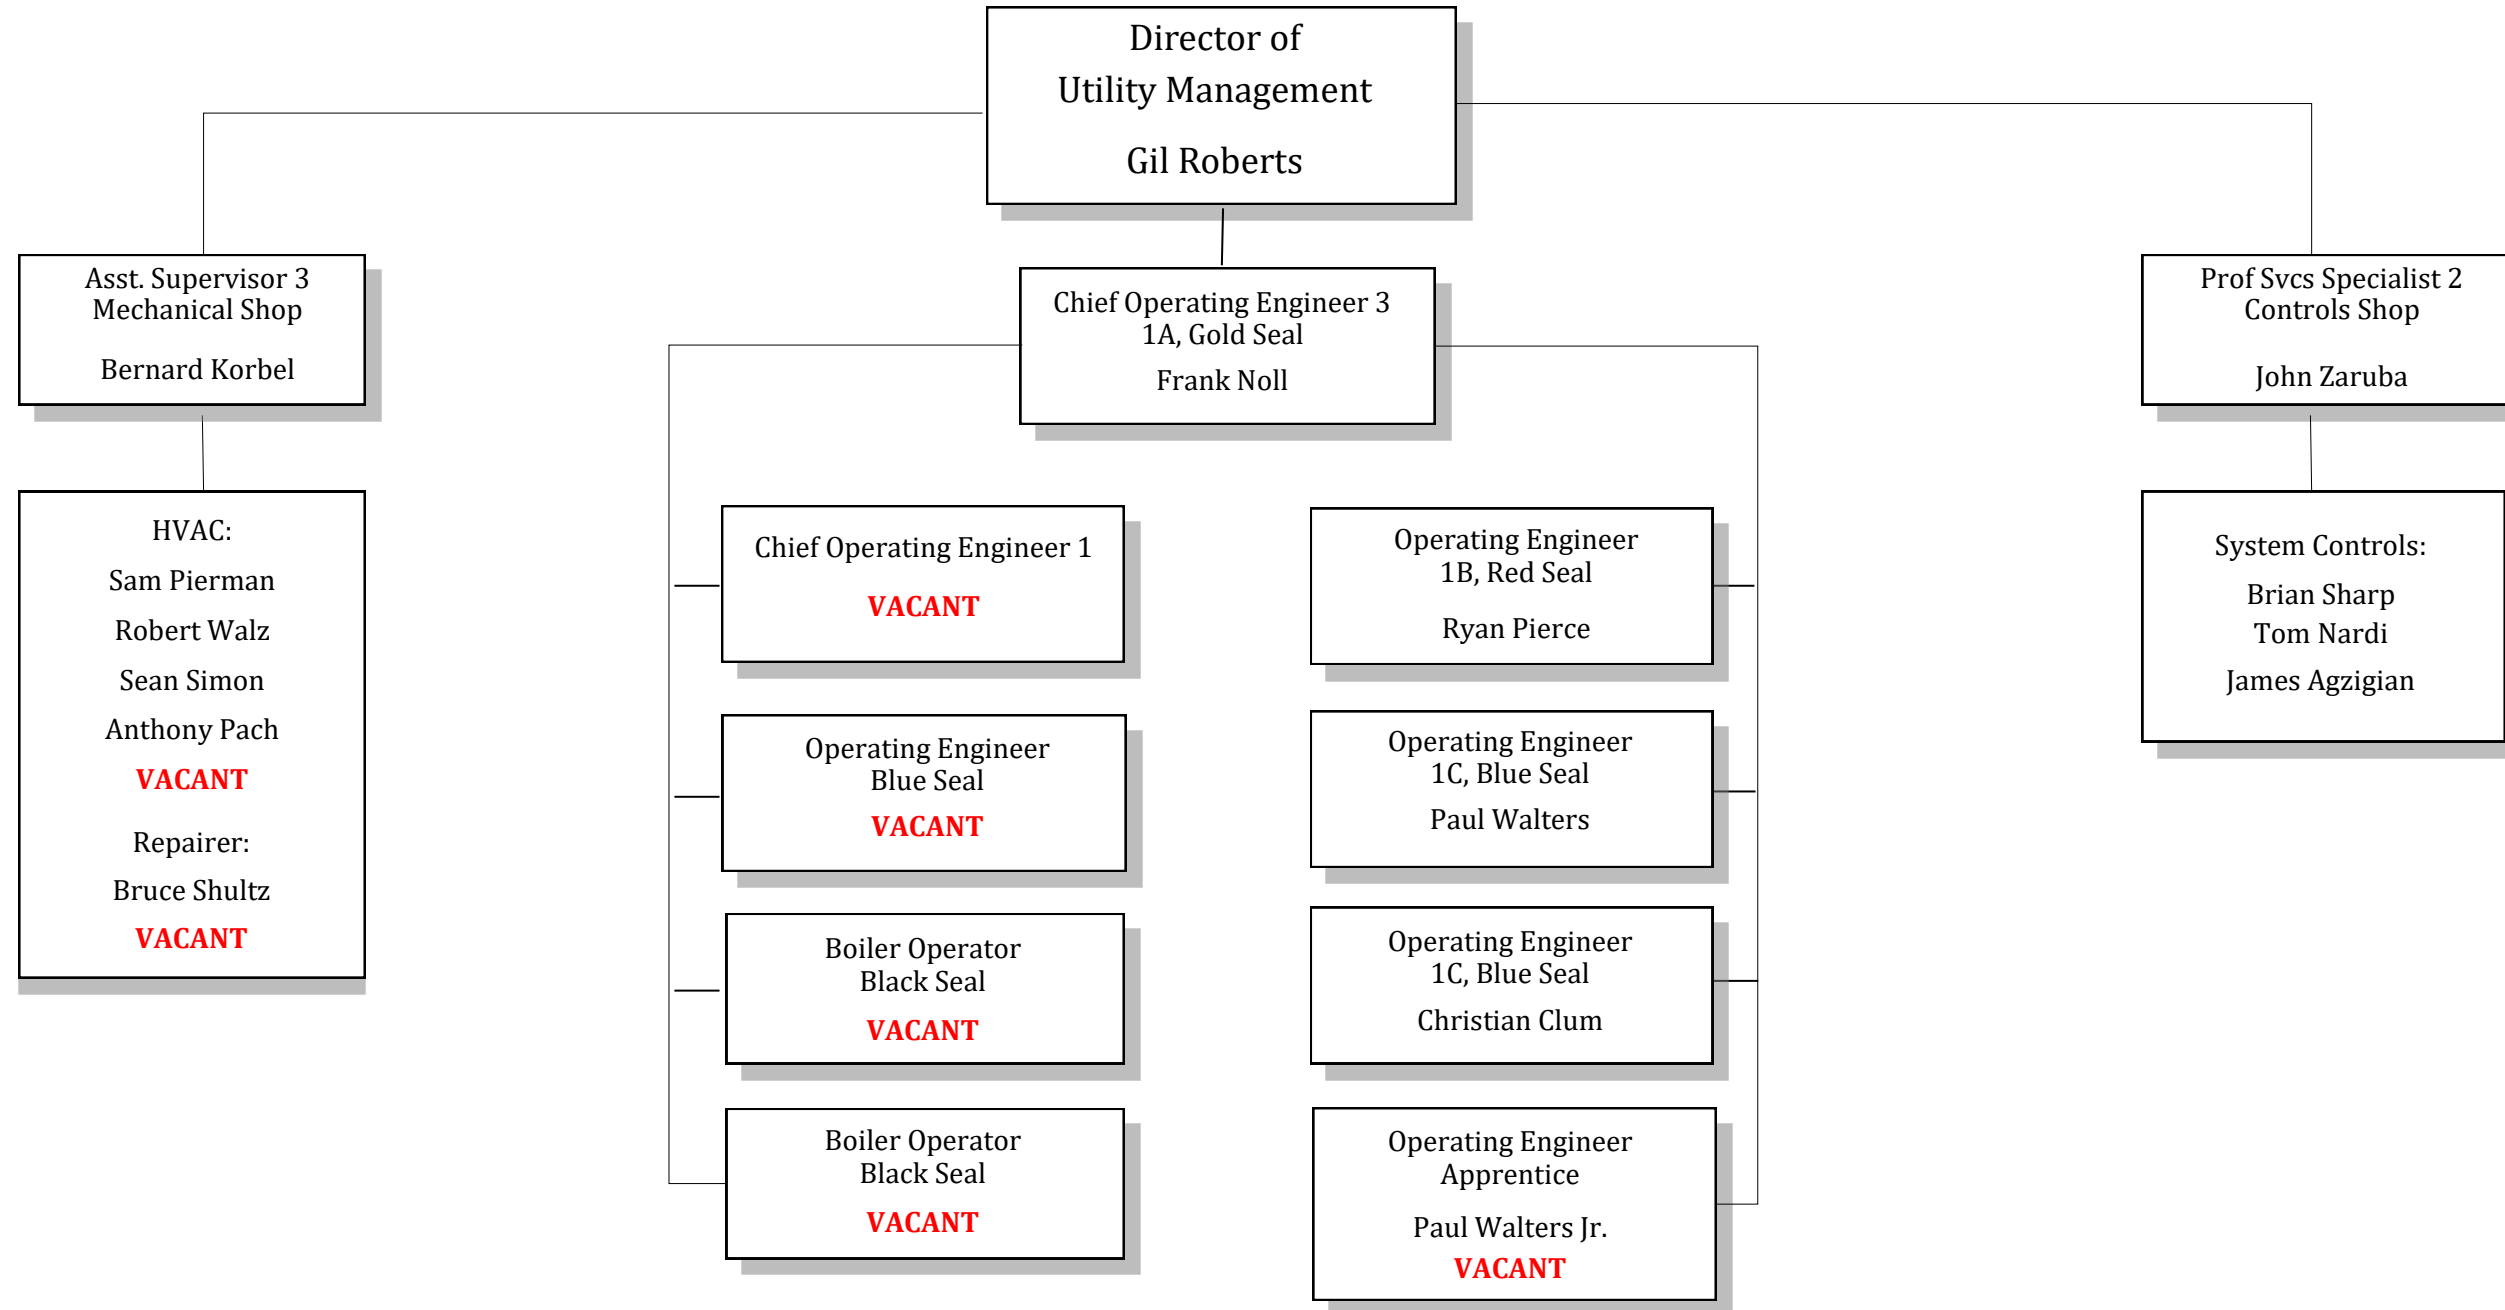 Director of
Utility Management
Gil Roberts
Asst. Supervisor 3
Mechanical Shop
Bernard Korbel
Chief Operating Engineer 3
1A, Gold Seal
Frank Noll
Prof Svcs Specialist 2
Controls Shop
John Zaruba
HVAC:
Sam Pierman
Robert Walz
Sean Simon
Anthony Pach
VACANT
Repairer:
Bruce Shultz
VACANT
Chief Operating Engineer 1
VACANT
Operating Engineer
Blue Seal
VACANT
Boiler Operator
Black Seal
VACANT
Boiler Operator
Black Seal
VACANT
Operating Engineer
1B, Red Seal
Ryan Pierce
Operating Engineer
1C, Blue Seal
Paul Walters
Operating Engineer
1C, Blue Seal
Christian Clum
Operating Engineer
Apprentice
Paul Walters Jr.
VACANT
System Controls:
Brian Sharp
Tom Nardi
James Agzigian